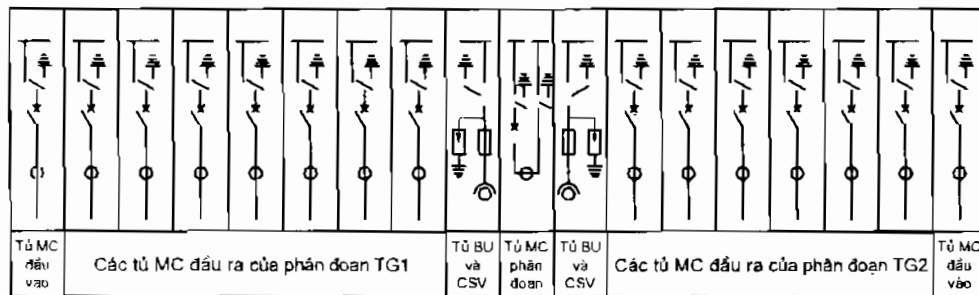 Tủ MC
đầu
vào
Các tủ MC đầu ra của phân đoạn TG1
Tủ BU
và
CSV
Tủ MC
phân
đoạn
Tủ BU
và
CSV
Các tủ MC đầu ra của phân đoạn TG2
Tủ MC
đầu
vào